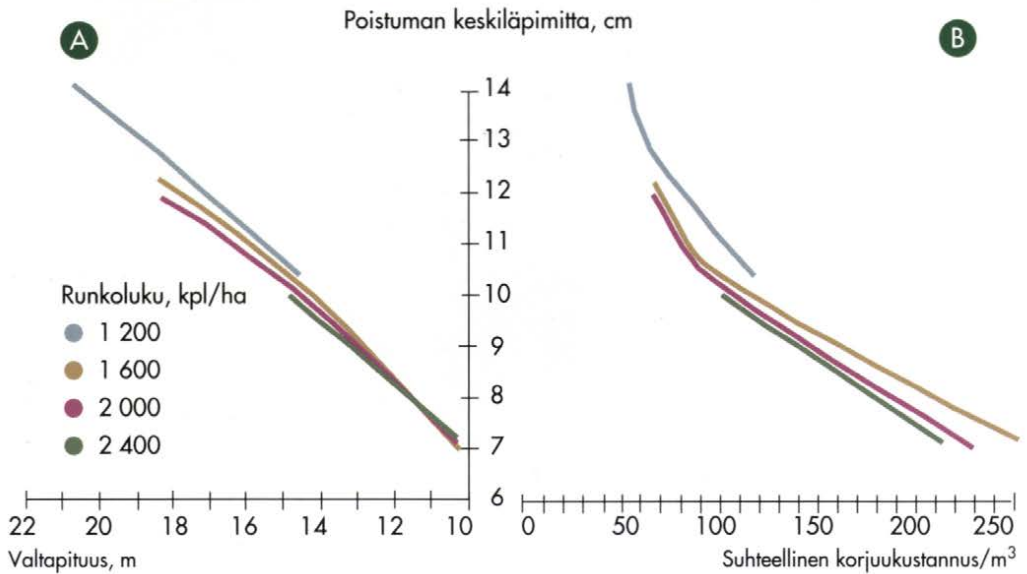 Poistuman keskiläpimitta, cm
A
B
14
13
12
11
10
9
8
7
6
Runkoluku, kpl/ha
1 200
1 600
2 000
2 400
22 20 18 16 14 12 10
0 50 100 150 200 250
Valtapituus, m
Suhteellinen korjuukustannus/m³